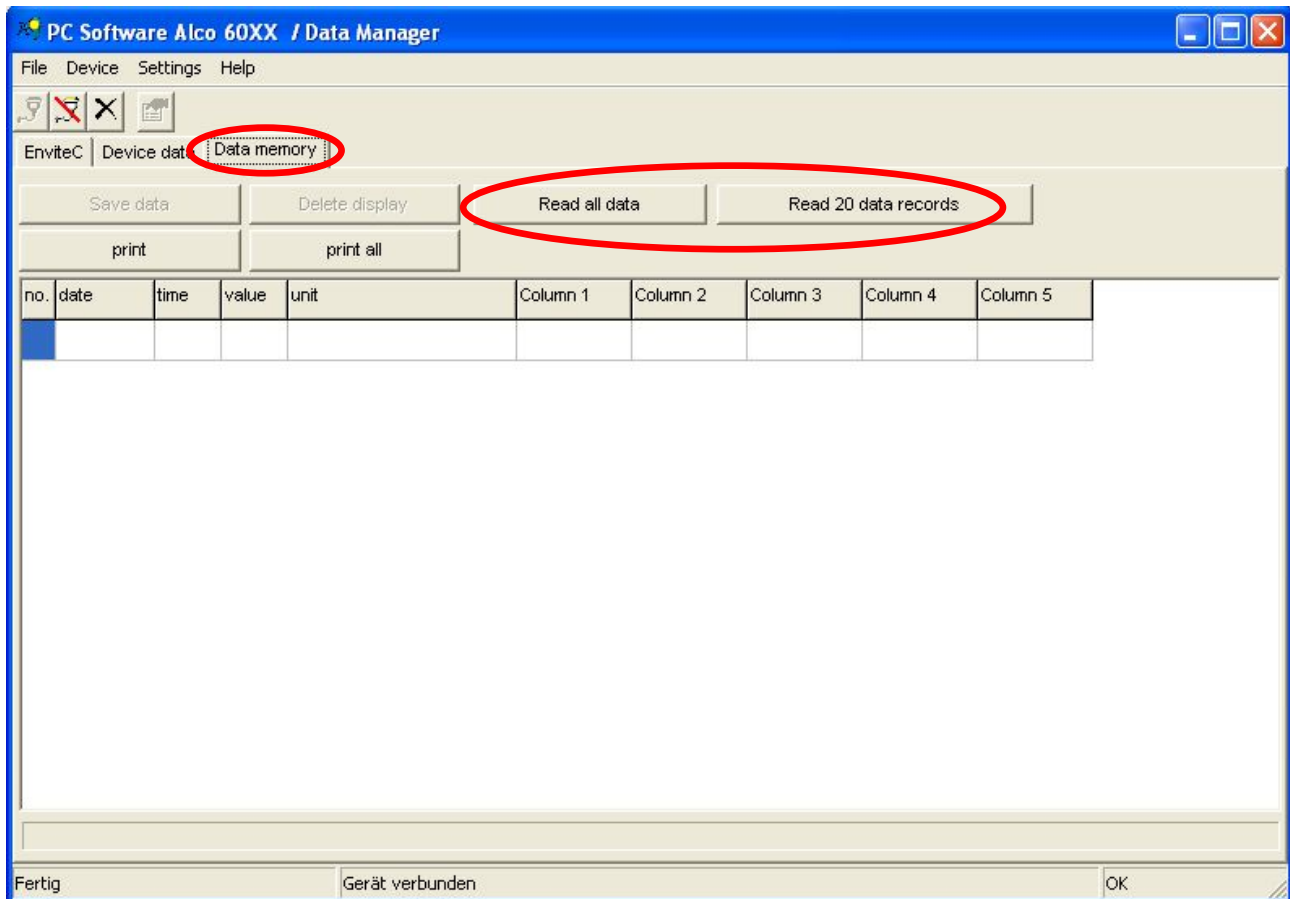 PC Software Alco 60XX / Data Manager
File Device Settings Help
EnviteC Device data Data memory
Save data Delete display Read all data Read 20 data records
print print all
no. date time value unit Column 1 Column 2 Column 3 Column 4 Column 5
Fertig Gerät verbunden OK